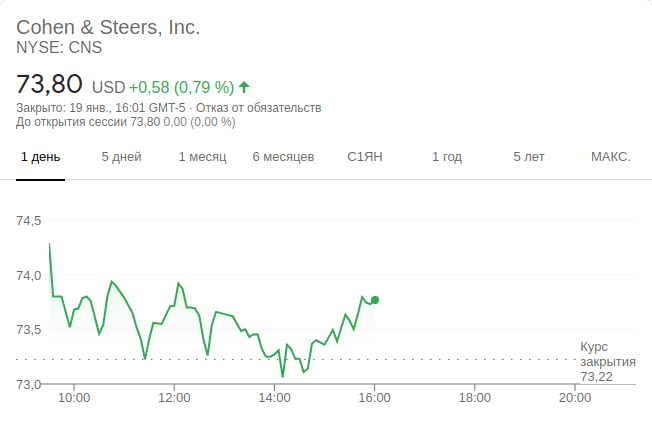 Cohen & Steers, Inc.
NYSE: CNS
73,80 USD +0,58 (0,79 %)
Закрыто: 19 янв., 16:01 GMT-5 · Отказ от обязательств
До открытия сессии 73,80 0,00 (0,00 %)
1 день 5 дней 1 месяц 6 месяцев С1ЯН 1 год 5 лет МАКС.
74,5
74,0
73,5
Курс
закрытия
73,22
73,0
10:00 12:00 14:00 16:00 18:00 20:00